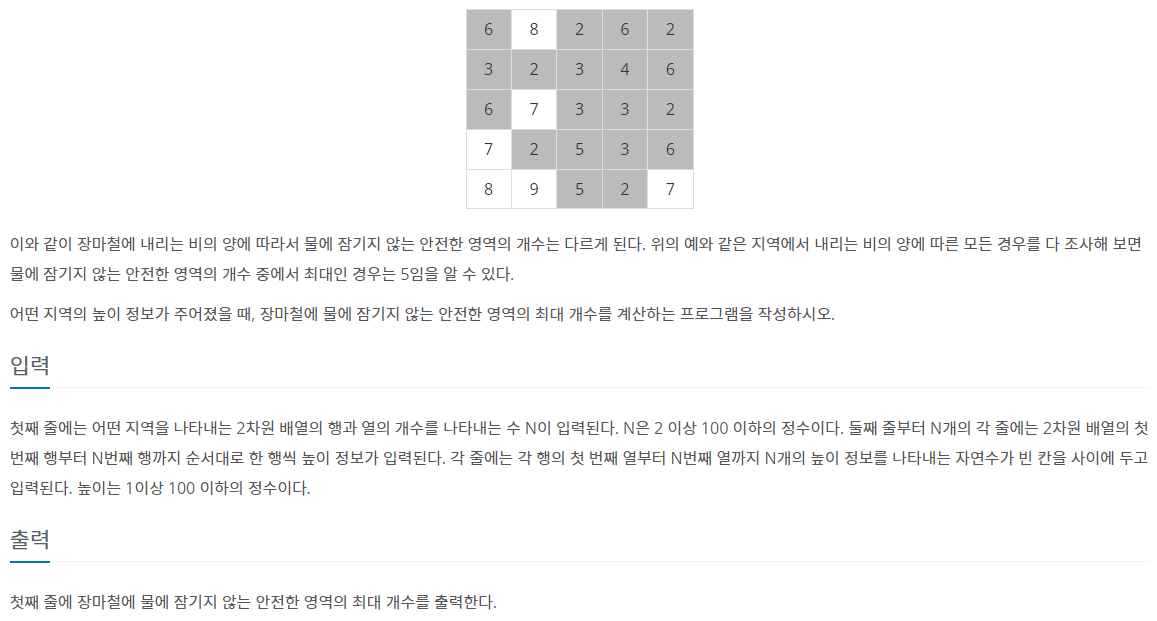 6 8 2 6 2
3 2 3 4 6
6 7 3 3 2
7 2 5 3 6
8 9 5 2 7
이와 같이 장마철에 내리는 비의 양에 따라서 물에 잠기지 않는 안전한 영역의 개수는 다르게 된다. 위의 예와 같은 지역에서 내리는 비의 양에 따른 모든 경우를 다 조사해 보면
물에 잠기지 않는 안전한 영역의 개수 중에서 최대인 경우는 5임을 알 수 있다.
어떤 지역의 높이 정보가 주어졌을 때, 장마철에 물에 잠기지 않는 안전한 영역의 최대 개수를 계산하는 프로그램을 작성하시오.
입력
첫째 줄에는 어떤 지역을 나타내는 2차원 배열의 행과 열의 개수를 나타내는 수 N이 입력된다. N은 2 이상 100 이하의 정수이다. 둘째 줄부터 N개의 각 줄에는 2차원 배열의 첫
번째 행부터 N번째 행까지 순서대로 한 행씩 높이 정보가 입력된다. 각 줄에는 각 행의 첫 번째 열부터 N번째 열까지 N개의 높이 정보를 나타내는 자연수가 빈 칸을 사이에 두고
입력된다. 높이는 1이상 100 이하의 정수이다.
출력
첫째 줄에 장마철에 물에 잠기지 않는 안전한 영역의 최대 개수를 출력한다.